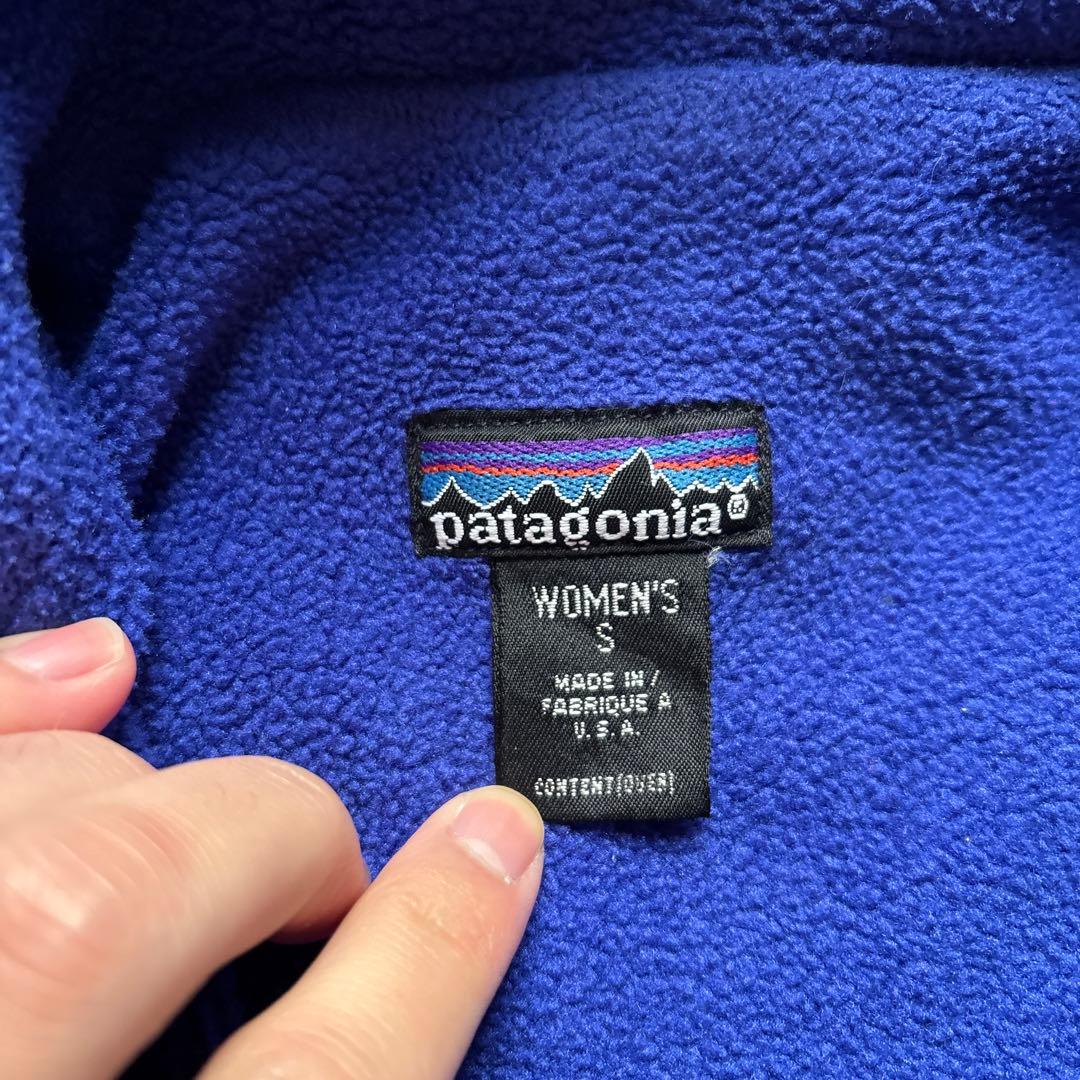 patagonia®
WOMEN'S
S
MADE IN /
FABRIQUE A
U.S.A.
CONTENT(OVER)